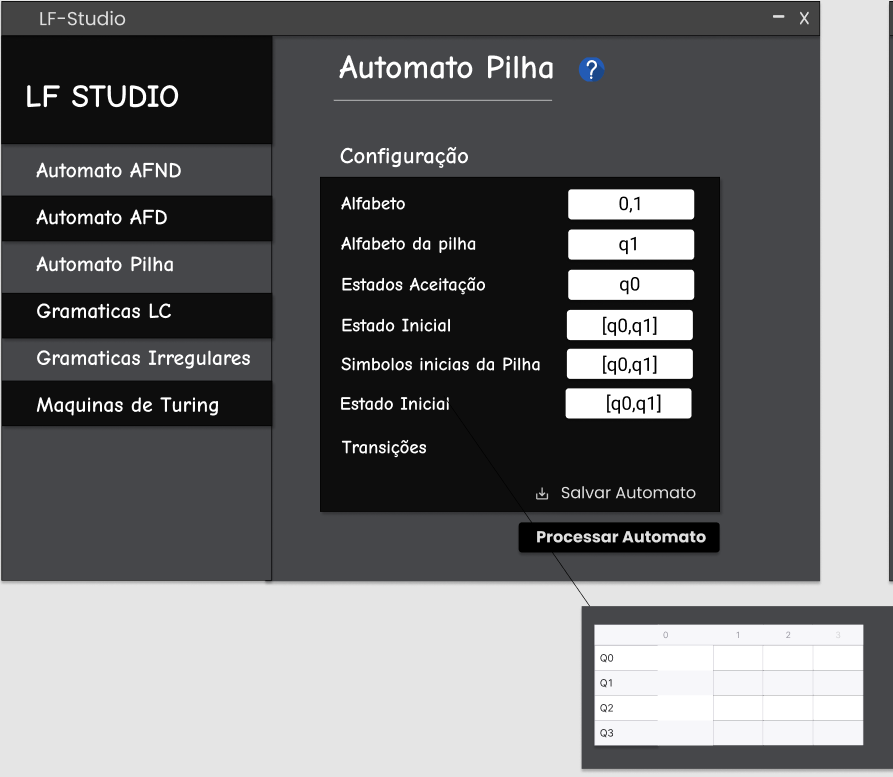 LF-Studio
- X
LF STUDIO
Automato AFND
Automato AFD
Automato Pilha
Gramaticas LC
Gramaticas Irregulares
Maquinas de Turing
Automato Pilha ?
Configuração
Alfabeto 0,1
Alfabeto da pilha q1
Estados Aceitação q0
Estado Inicial [q0,q1]
Simbolos inicias da Pilha [q0,q1]
Estado Inicial [q0,q1]
Transições
Salvar Automato
Processar Automato
0 1 2 3
Q0
Q1
Q2
Q3